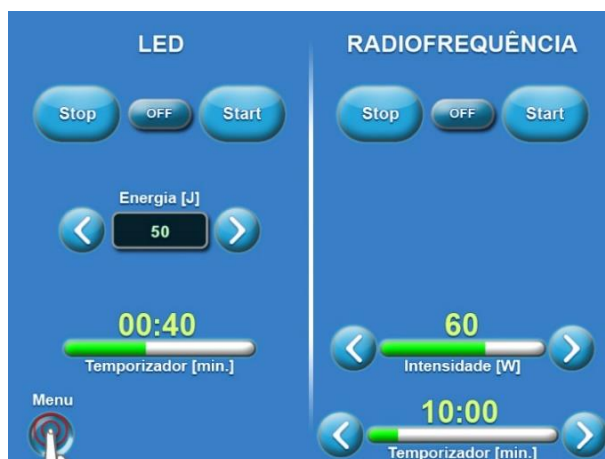 LED
Stop OFF Start
Energia [J]
50
00:40
Temporizador [min.]
Menu
RADIOFREQUÊNCIA
Stop OFF Start
60
Intensidade [W]
10:00
Temporizador [min.]